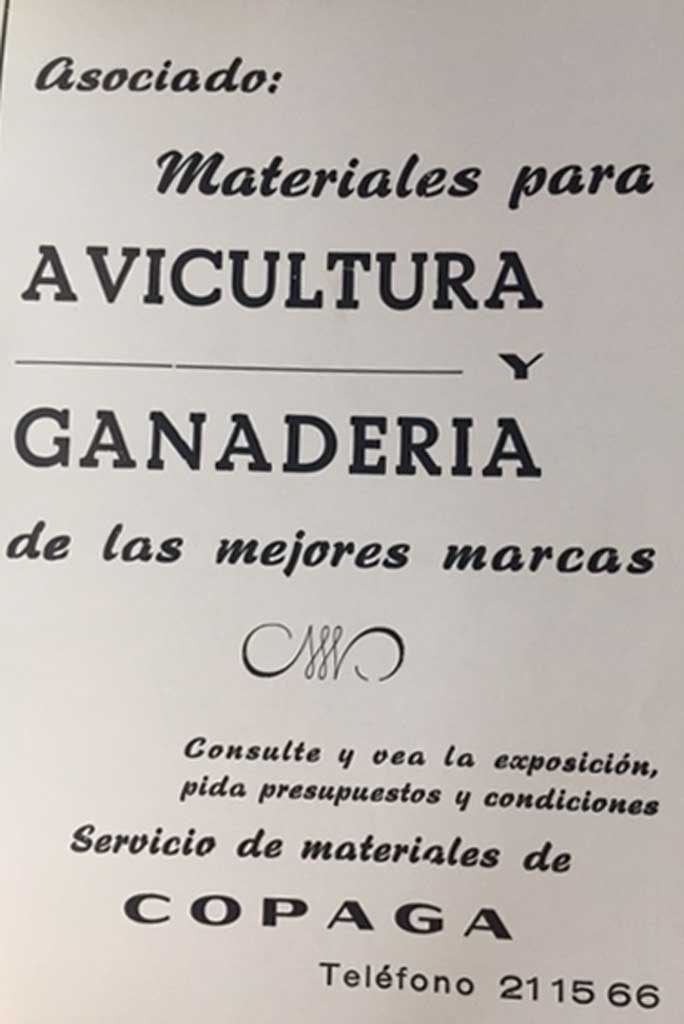 Asociado:
Materiales para
AVICULTURA
Y
GANADERIA
de las mejores marcas
Consulte y vea la exposición,
pida presupuestos y condiciones
Servicio de materiales de
COPAGA
Teléfono 21 15 66